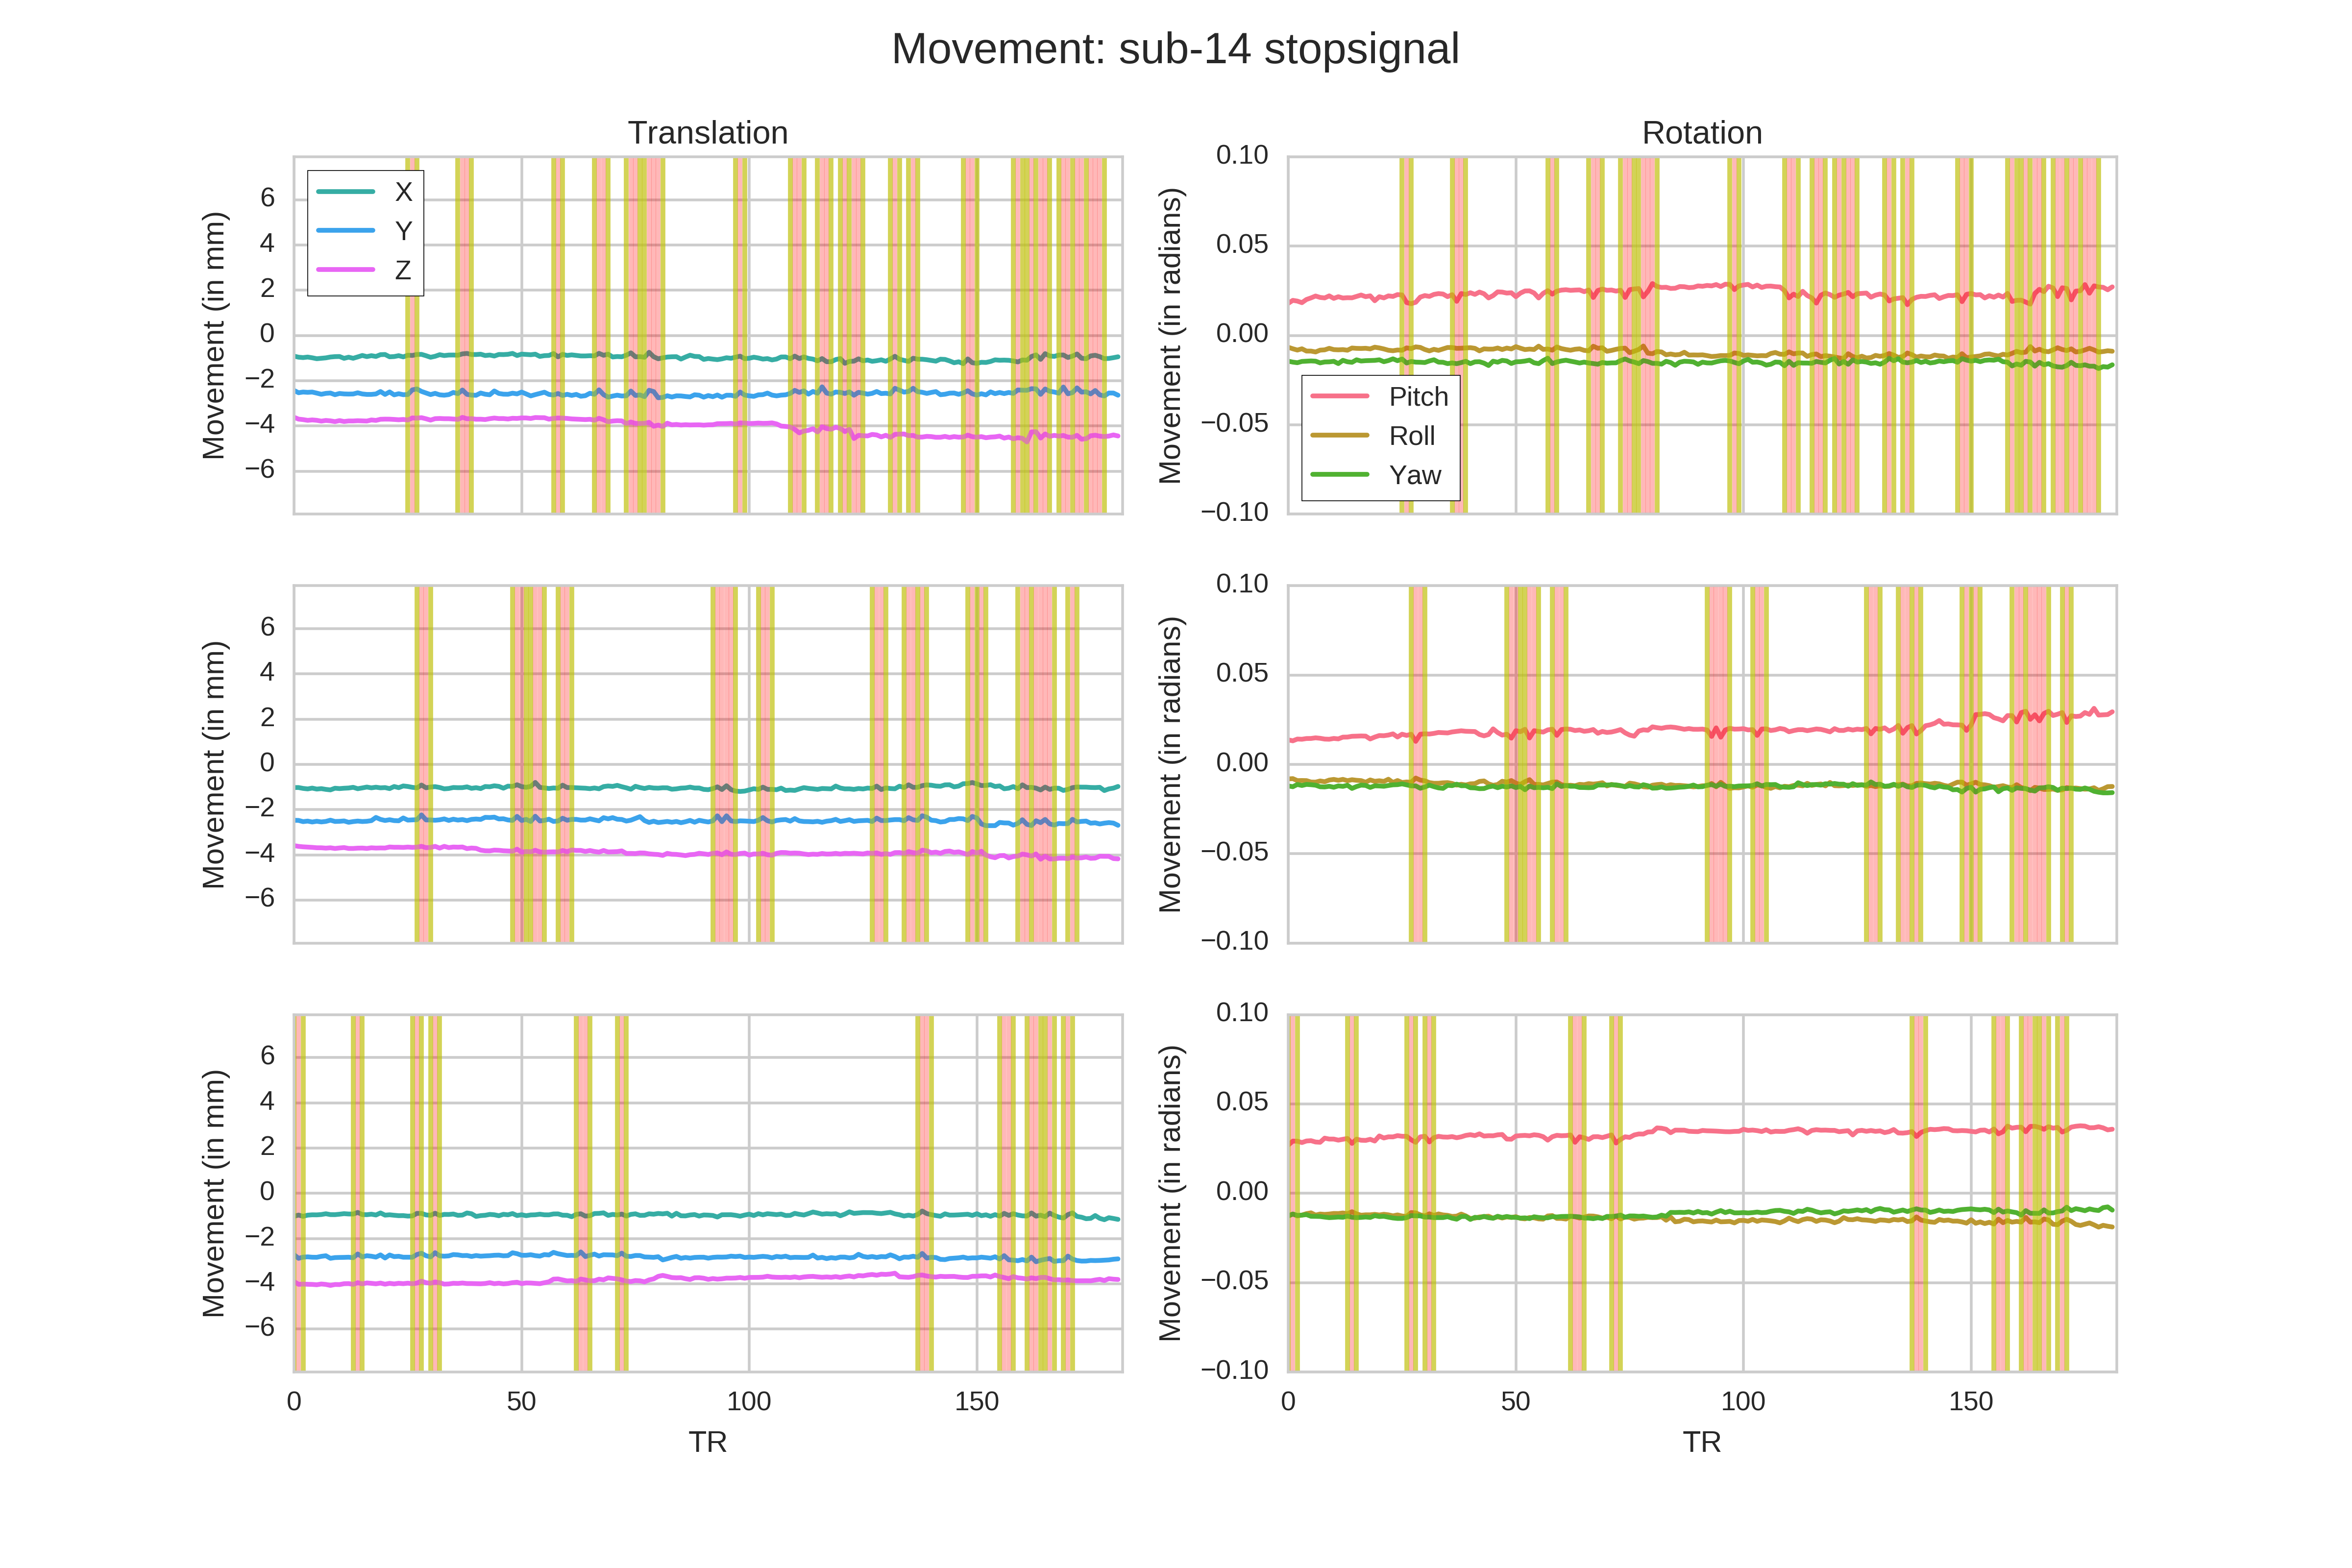 Movement: sub-14 stopsignal
Translation
Rotation
Movement (in mm)
6
4
2
0
−2
−4
−6
X
Y
Z
Movement (in radians)
0.10
0.05
0.00
−0.05
−0.10
Pitch
Roll
Yaw
Movement (in mm)
6
4
2
0
−2
−4
−6
Movement (in radians)
0.10
0.05
0.00
−0.05
−0.10
Movement (in mm)
6
4
2
0
−2
−4
−6
0 50 100 150
TR
Movement (in radians)
0.10
0.05
0.00
−0.05
−0.10
0 50 100 150
TR